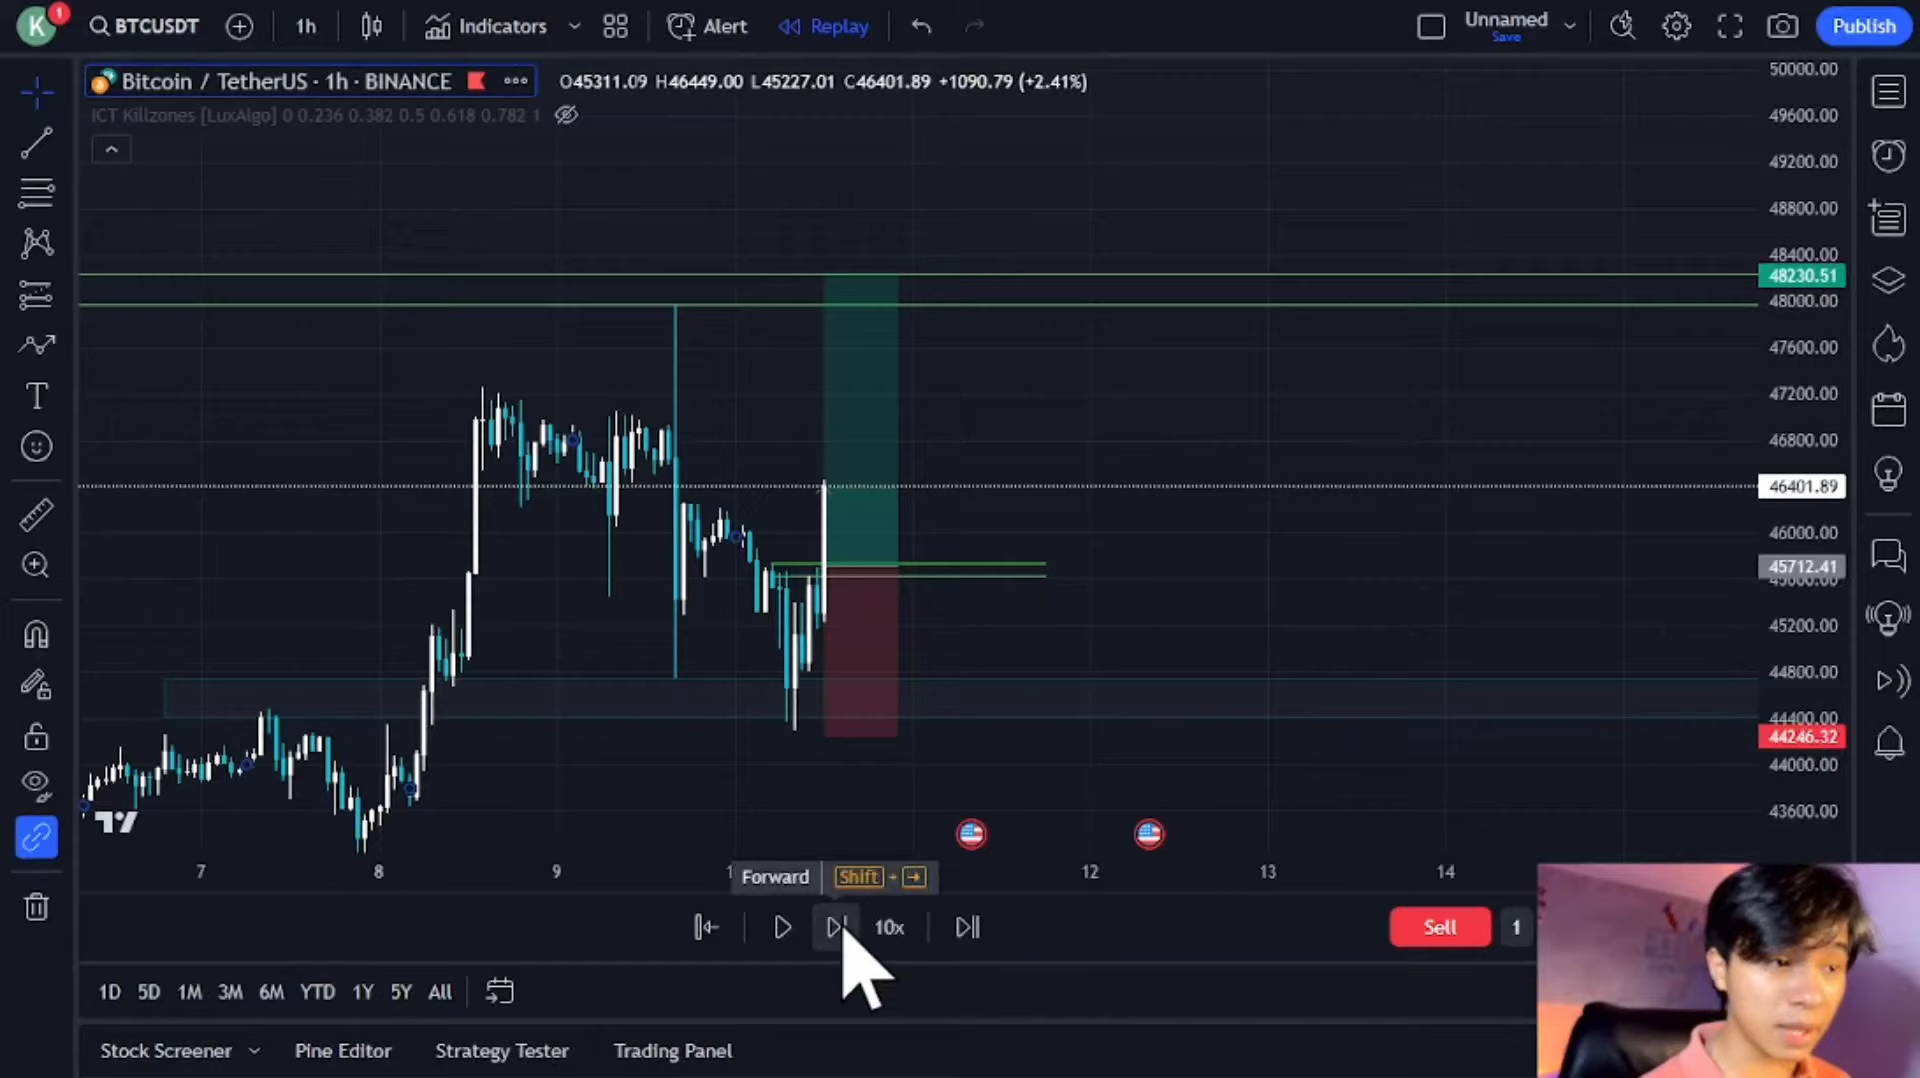 K 1 BTCUSDT 1h Indicators Alert Replay Unnamed Save Publish
Bitcoin / TetherUS · 1h · BINANCE O45311.09 H46449.00 L45227.01 C46401.89 +1090.79 (+2.41%)
ICT Killzones [LuxAlgo] 0 0.236 0.382 0.5 0.618 0.782 1
50000.00
49600.00
49200.00
48800.00
48400.00
48230.51
48000.00
47600.00
47200.00
46800.00
46401.89
46000.00
45712.41
45200.00
44800.00
44400.00
44246.32
44000.00
43600.00
7 8 9 12 13 14
Forward Shift + →
10x Sell 1
1D 5D 1M 3M 6M YTD 1Y 5Y All
Stock Screener Pine Editor Strategy Tester Trading Panel